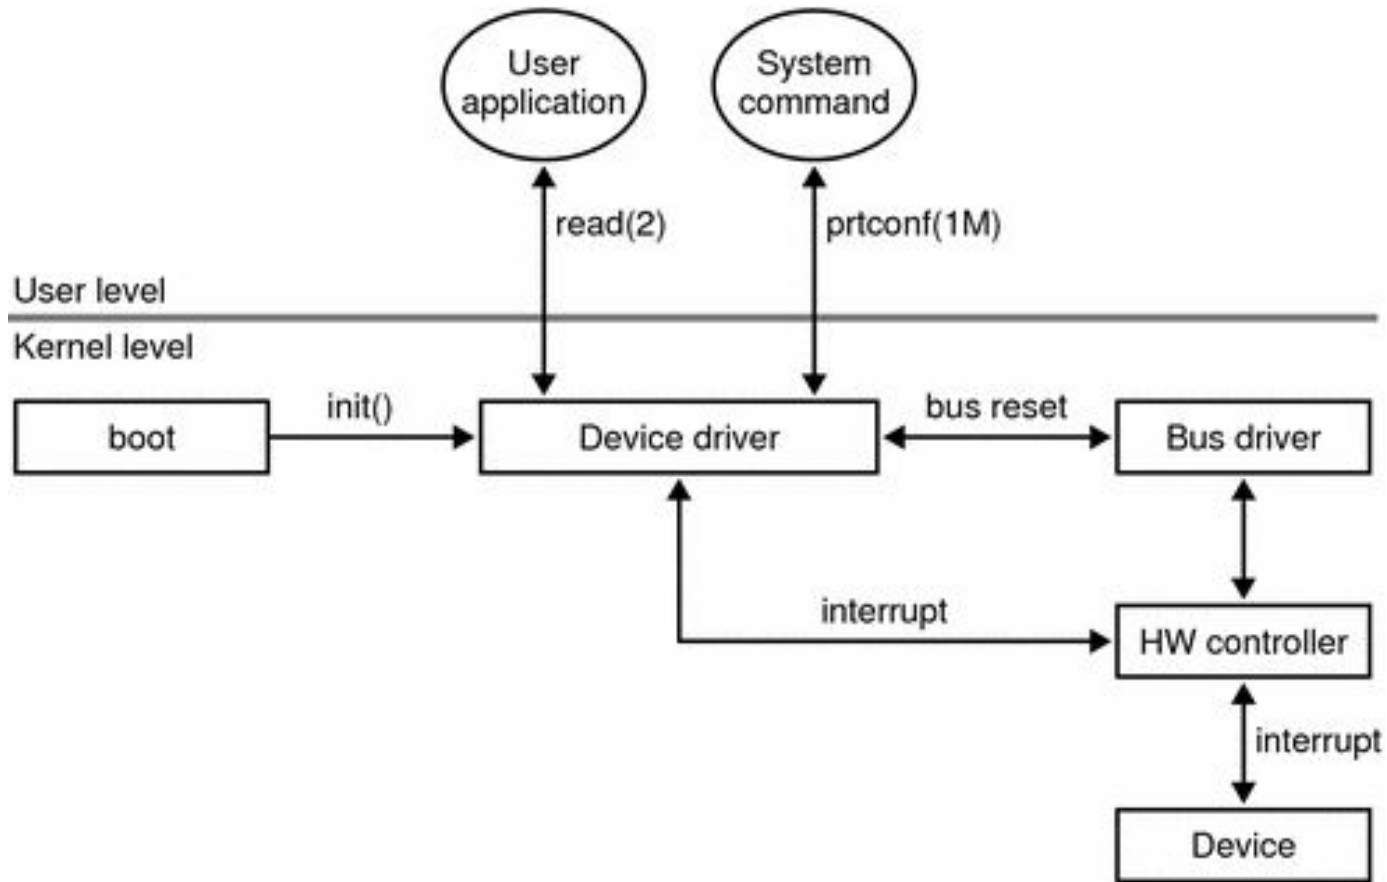 User
application
System
command
read(2)
prtconf(1M)
User level
Kernel level
boot
init()
Device driver
bus reset
Bus driver
interrupt
HW controller
interrupt
Device